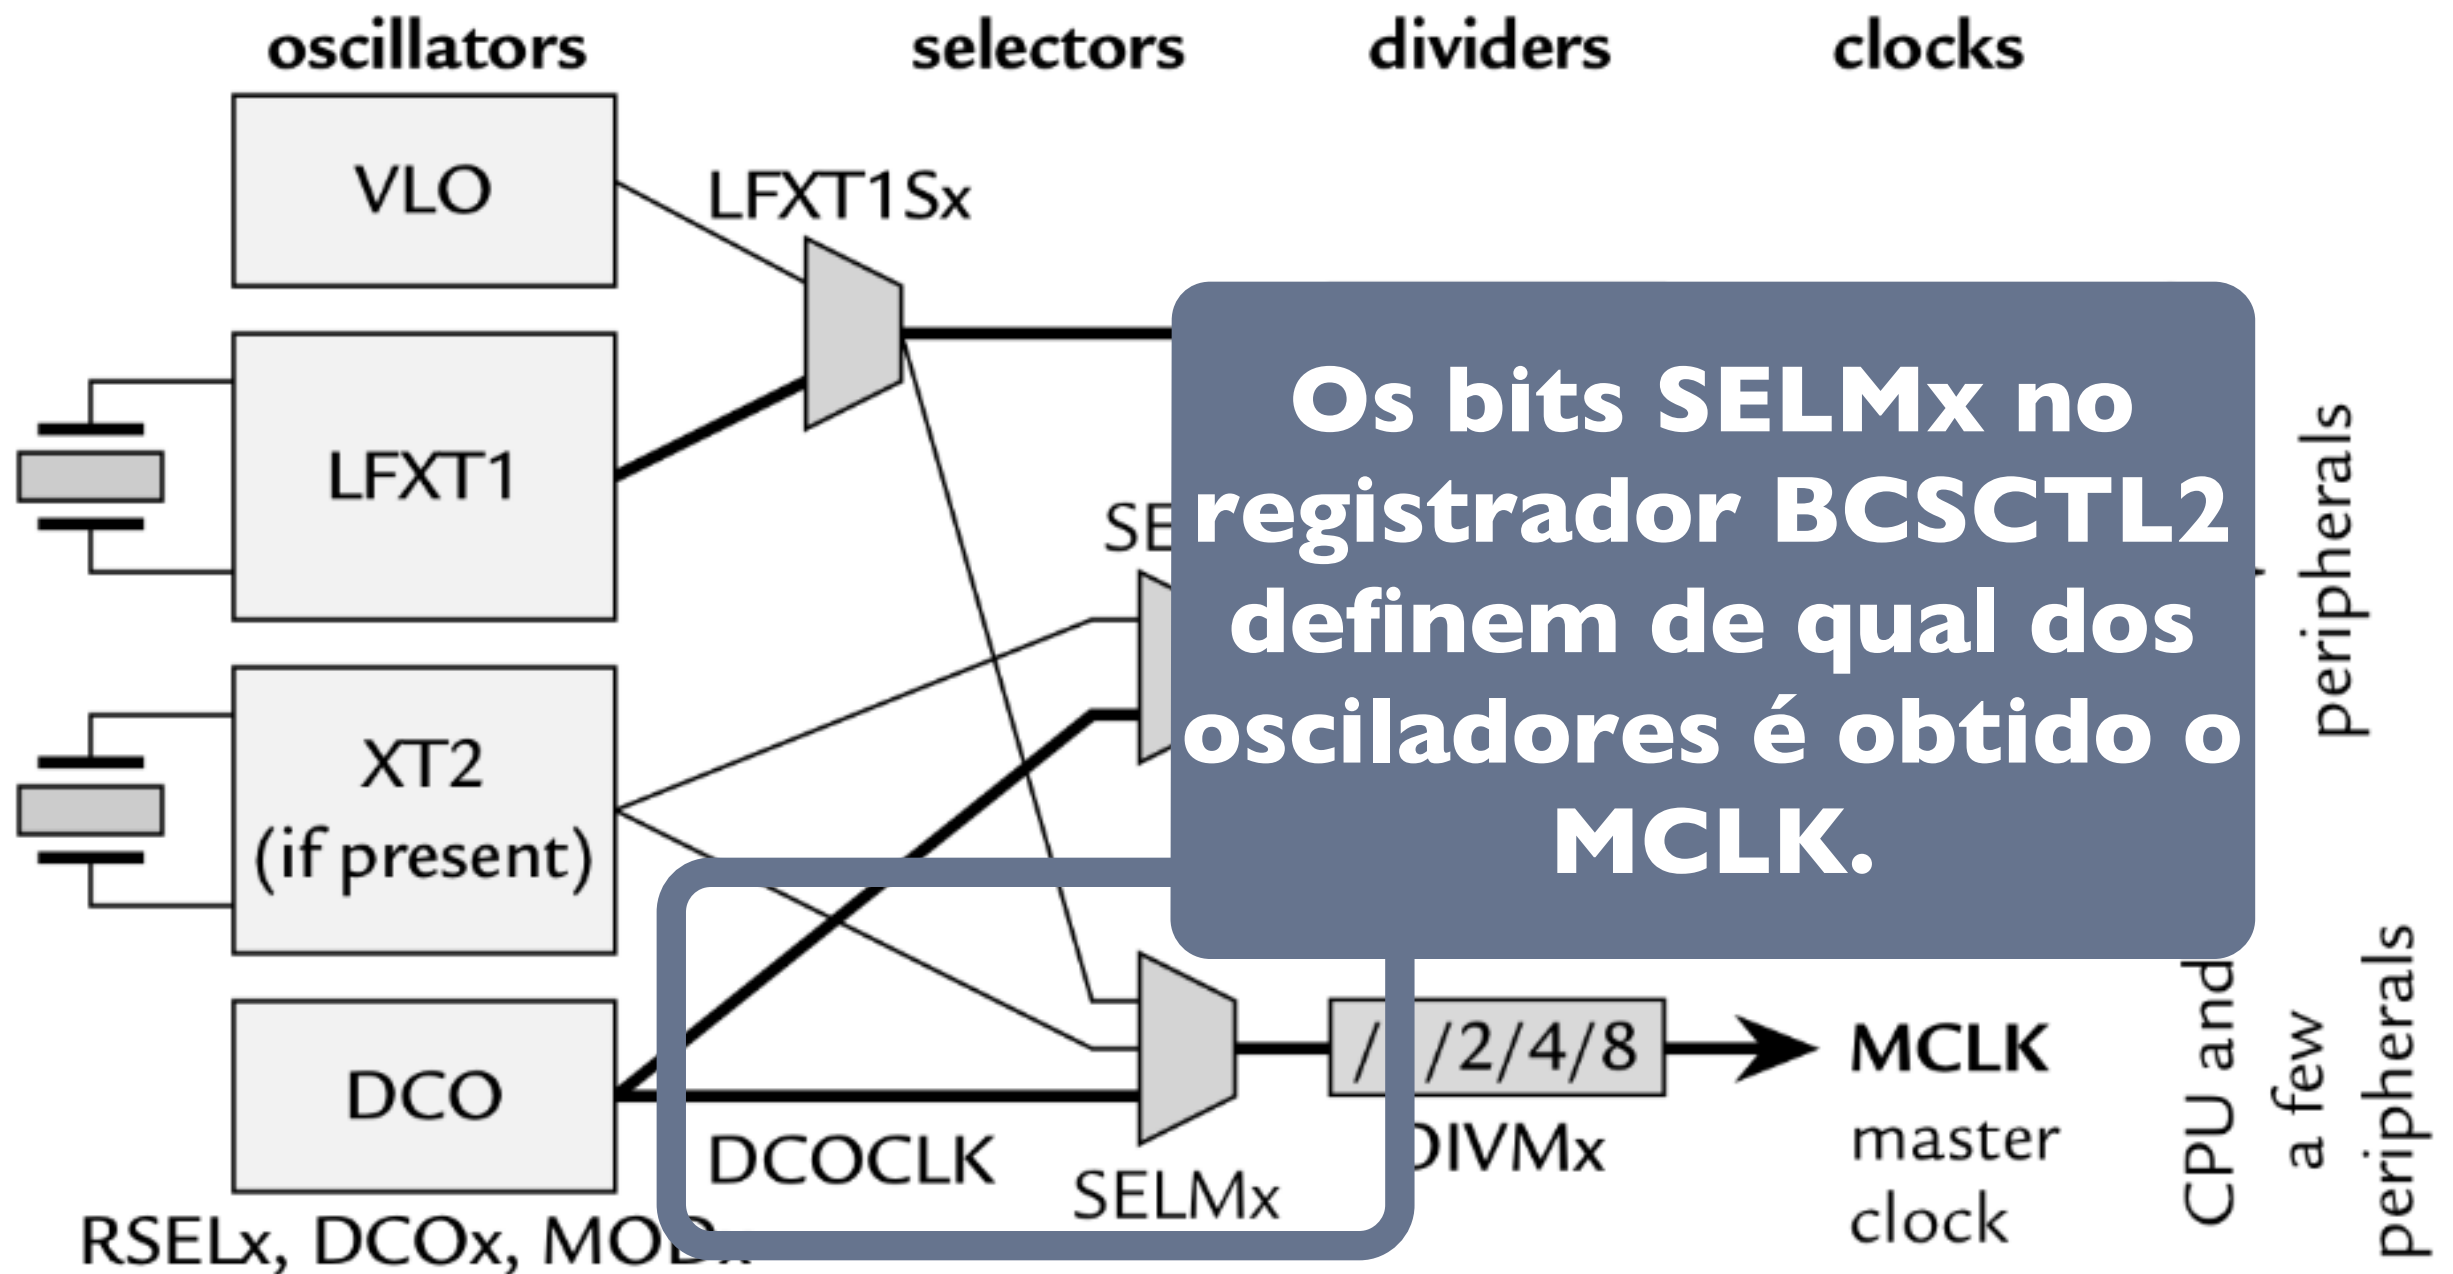 oscillators selectors dividers clocks
VLO
LFXT1Sx
LFXT1
Os bits SELMx no
registrador BCSCTL2
definem de qual dos
osciladores é obtido o
MCLK.
peripherals
XT2
(if present)
DCO
DCOCLK
SELMx
/2/4/8
MCLK
master
clock
CPU and
a few
peripherals
RSELx, DCOx,